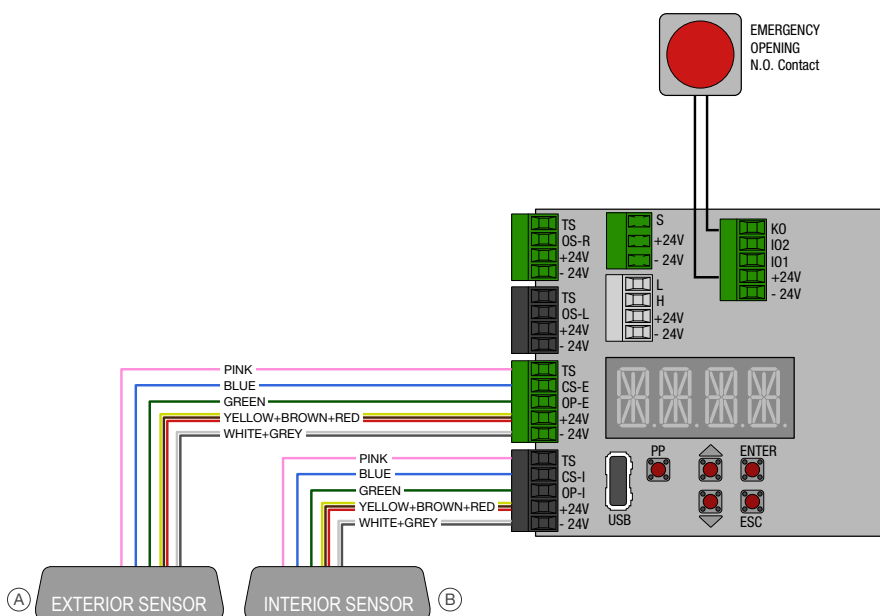 EMERGENCY
OPENING
N.O. Contact
TS
OS-R
+24V
- 24V
S
+24V
- 24V
KO
IO2
IO1
+24V
- 24V
TS
OS-L
+24V
- 24V
L
H
+24V
- 24V
PINK
BLUE
GREEN
YELLOW+BROWN+RED
WHITE+GREY
TS
CS-E
OP-E
+24V
- 24V
PINK
BLUE
GREEN
YELLOW+BROWN+RED
WHITE+GREY
TS
CS-I
OP-I
+24V
- 24V
USB
PP
ENTER
ESC
A
EXTERIOR SENSOR
INTERIOR SENSOR
B